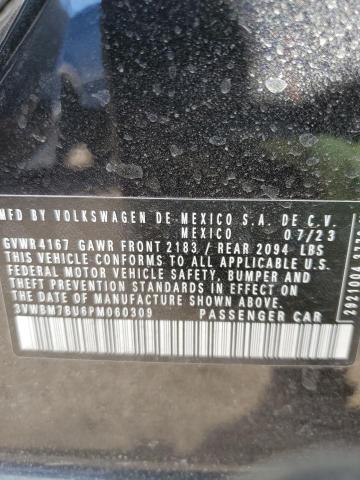 MFD BY VOLKSWAGEN DE MEXICO S.A. DE C.V.
MEXICO 07/23
GVWR4167 GAWR FRONT 2183 / REAR 2094 LBS
THIS VEHICLE CONFORMS TO ALL APPLICABLE U.S.
FEDERAL MOTOR VEHICLE SAFETY, BUMPER AND
THEFT PREVENTION STANDARDS IN EFFECT ON
THE DATE OF MANUFACTURE SHOWN ABOVE.
3VWBM7BU6PM060309 PASSENGER CAR